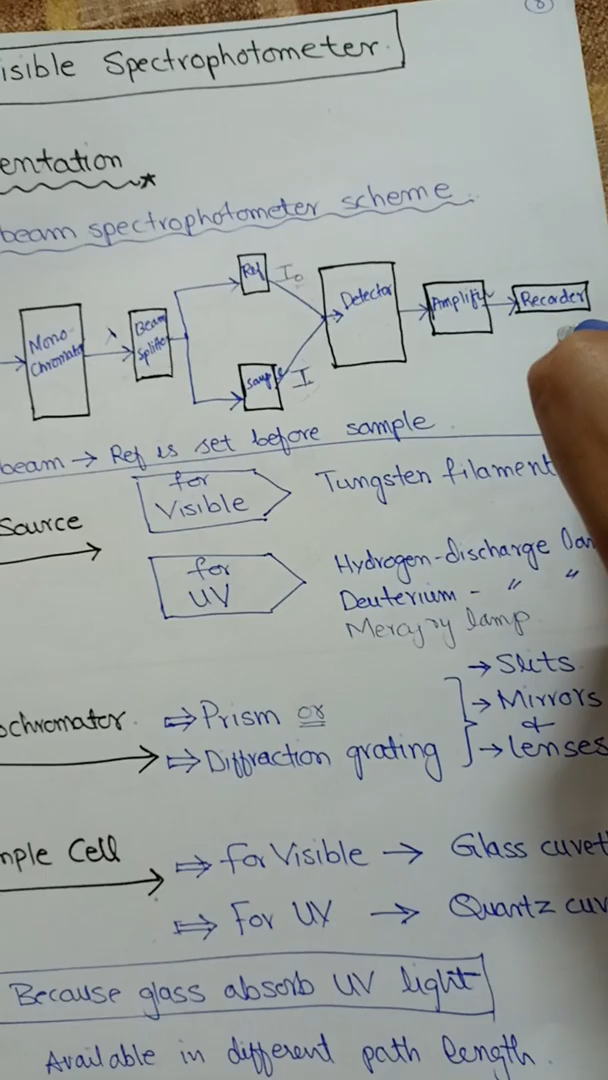 8
isible Spectrophotometer
entation
beam spectrophotometer scheme
Mono-
Chromator
λ
Beam
Splitter
Ref
I₀
Sample
I
Detector
Amplifier
Recorder
beam → Ref is set before sample
Source
for
Visible
Tungsten filament
for
UV
Hydrogen-discharge
Deuterium - " "
Mercury lamp
ochromator
⇒ Prism or
⇒ Diffraction grating
→ Slits
→ Mirrors
&
→ lenses
mple Cell
⇒ for Visible → Glass cuvet
⇒ For UV → Quartz cuv
Because glass absorb UV light
Available in different path length.